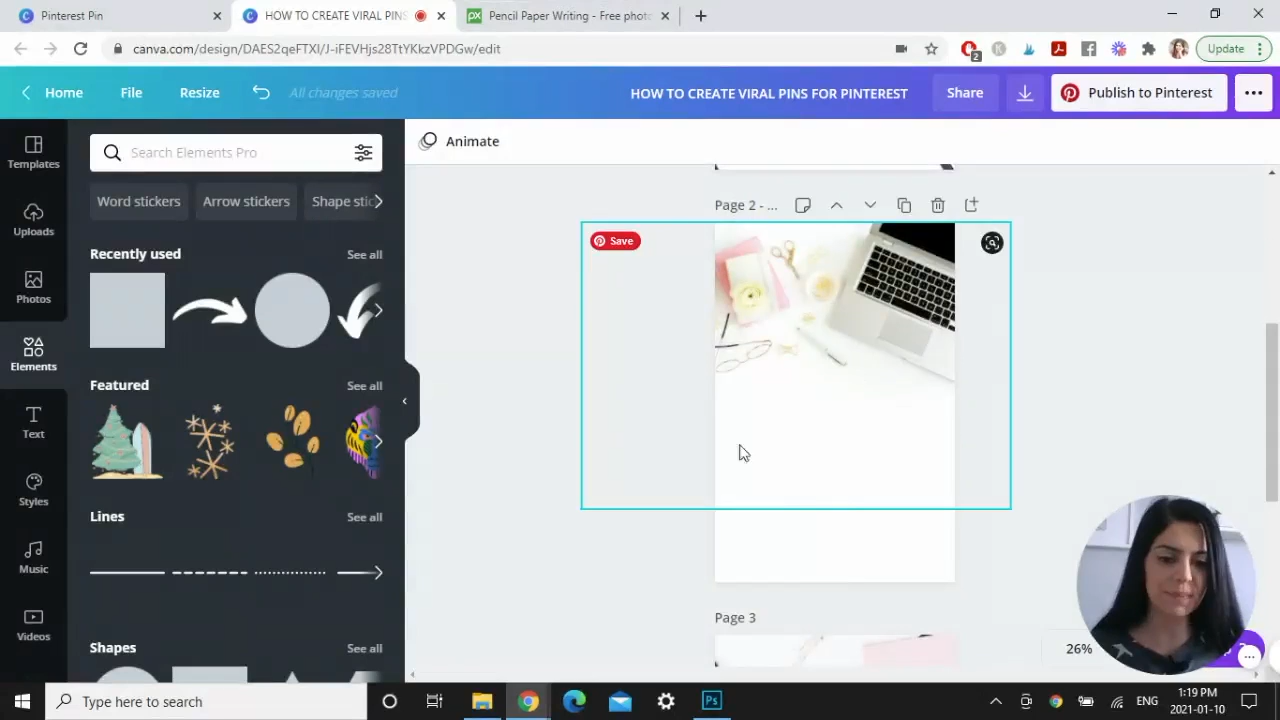 Pinterest Pin
HOW TO CREATE VIRAL PINS
Pencil Paper Writing - Free phot
canva.com/design/DAES2qeFTXI/J-iFEVHjs28TtYKkzVPDGw/edit
2
Update
Home
File
Resize
All changes saved
HOW TO CREATE VIRAL PINS FOR PINTEREST
Share
Publish to Pinterest
Templates
Uploads
Photos
Elements
Text
Styles
Music
Videos
Search Elements Pro
Word stickers
Arrow stickers
Shape stic
Recently used
See all
Featured
See all
Lines
See all
Shapes
See all
Animate
Page 2 - ...
Save
Page 3
26%
Type here to search
Ps
ENG
1:19 PM
2021-01-10